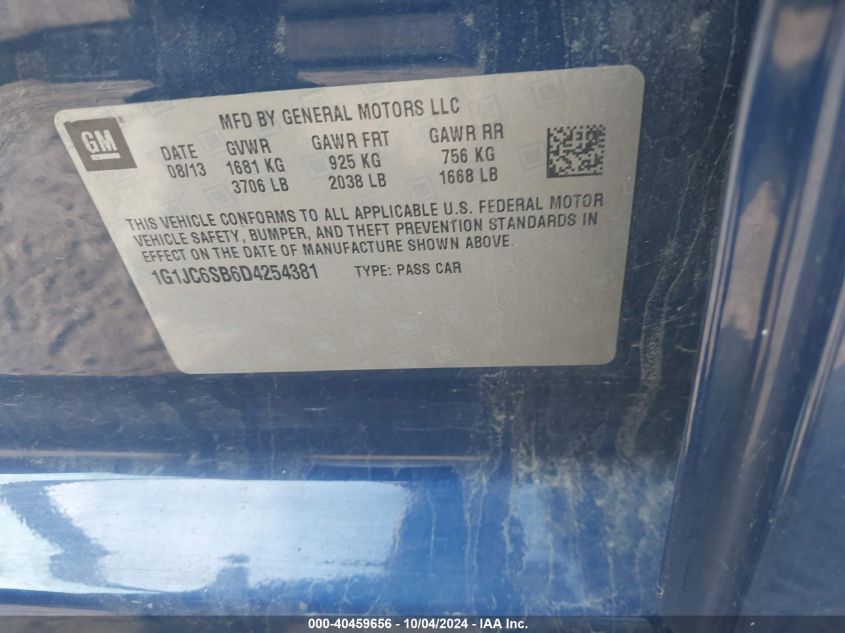 GM
MFD BY GENERAL MOTORS LLC
DATE GVWR GAWR FRT GAWR RR
08/13 1681 KG 925 KG 756 KG
3706 LB 2038 LB 1668 LB
THIS VEHICLE CONFORMS TO ALL APPLICABLE U.S. FEDERAL MOTOR
VEHICLE SAFETY, BUMPER, AND THEFT PREVENTION STANDARDS IN
EFFECT ON THE DATE OF MANUFACTURE SHOWN ABOVE.
1G1JC6SB6D4254381 TYPE: PASS CAR
000-40459656 - 10/04/2024 - IAA Inc.